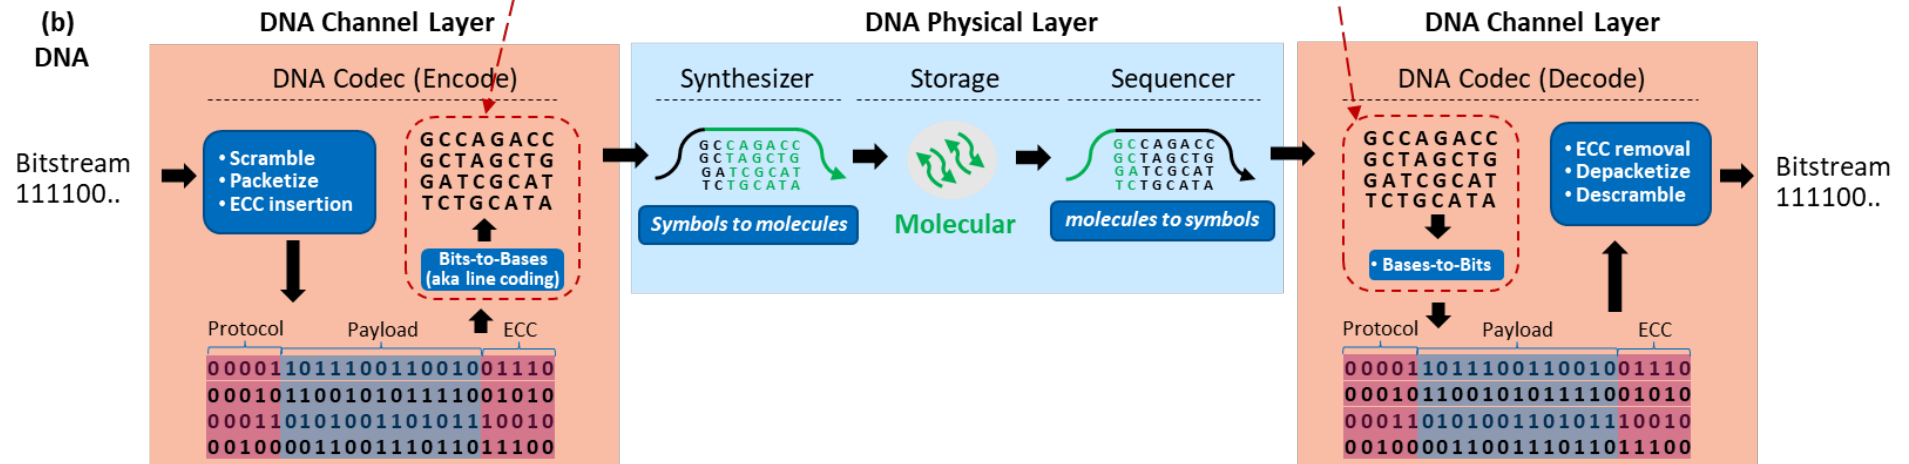 (b)
DNA
DNA Channel Layer
DNA Physical Layer
DNA Channel Layer
DNA Codec (Encode)
Synthesizer
Storage
Sequencer
DNA Codec (Decode)
Bitstream
111100..
• Scramble
• Packetize
• ECC insertion
GCCAGACC
GCTAGCTG
GATCGCAT
TCTGCATA
Bits-to-Bases
(aka line coding)
Protocol Payload ECC
00001101110011001001110
00010110010101111001010
00011010100110101110010
00100001100111011011100
GCCAGACC
GCTAGCTG
GATCGCAT
TCTGCATA
Symbols to molecules
Molecular
GCCAGACC
GCTAGCTG
GATCGCAT
TCTGCATA
molecules to symbols
GCCAGACC
GCTAGCTG
GATCGCAT
TCTGCATA
• Bases-to-Bits
Protocol Payload ECC
00001101110011001001110
00010110010101111001010
00011010100110101110010
00100001100111011011100
• ECC removal
• Depacketize
• Descramble
Bitstream
111100..